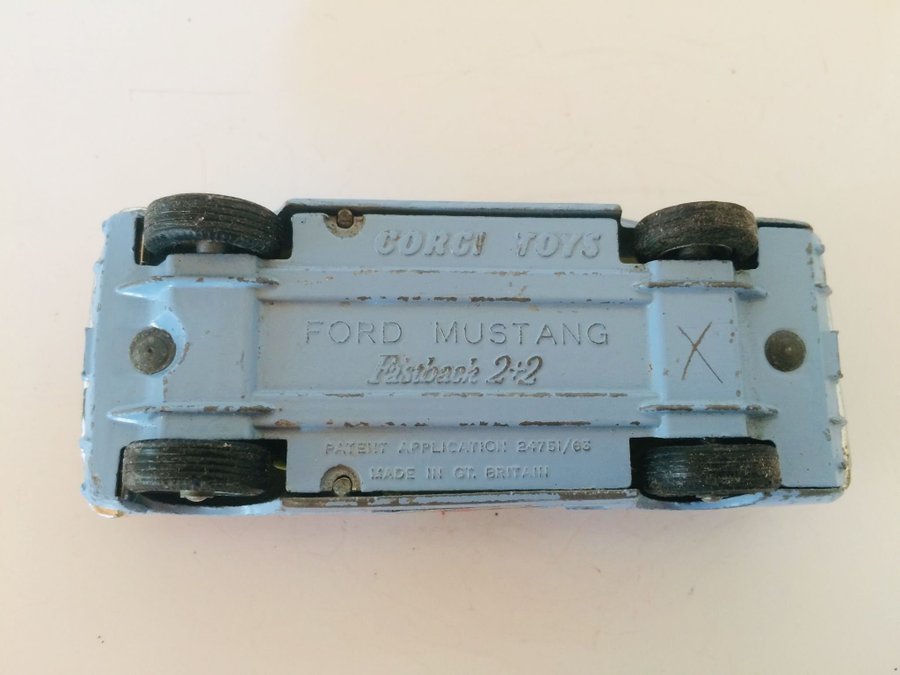 CORGI TOYS
FORD MUSTANG
Fastback 2+2
X
PATENT APPLICATION 24751/63
MADE IN GT. BRITAIN